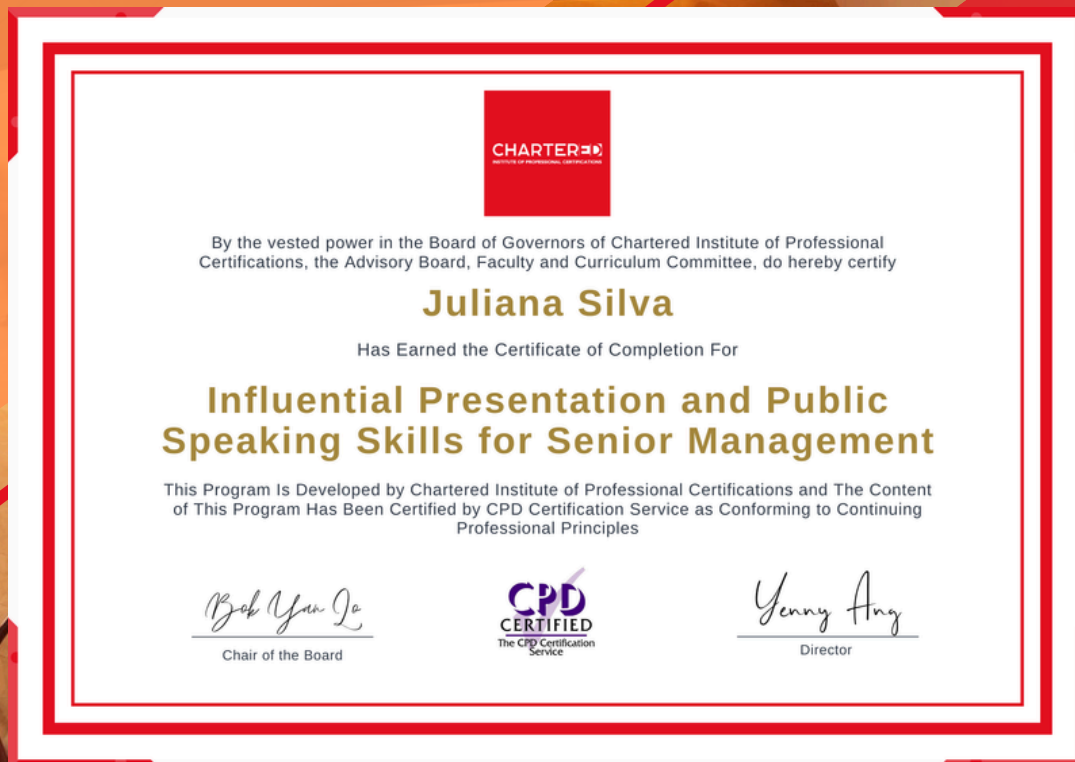 CHARTERED
INSTITUTE OF PROFESSIONAL CERTIFICATIONS
By the vested power in the Board of Governors of Chartered Institute of Professional
Certifications, the Advisory Board, Faculty and Curriculum Committee, do hereby certify
Juliana Silva
Has Earned the Certificate of Completion For
Influential Presentation and Public
Speaking Skills for Senior Management
This Program Is Developed by Chartered Institute of Professional Certifications and The Content
of This Program Has Been Certified by CPD Certification Service as Conforming to Continuing
Professional Principles
Bok Yan Lo
Chair of the Board
CPD
CERTIFIED
The CPD Certification
Service
Yenny Ang
Director